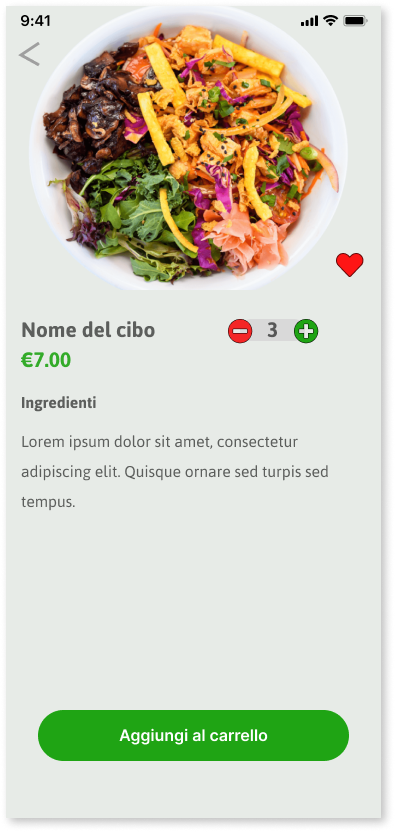 9:41
Nome del cibo 3
€7.00
Ingredienti
Lorem ipsum dolor sit amet, consectetur
adipiscing elit. Quisque ornare sed turpis sed
tempus.
Aggiungi al carrello